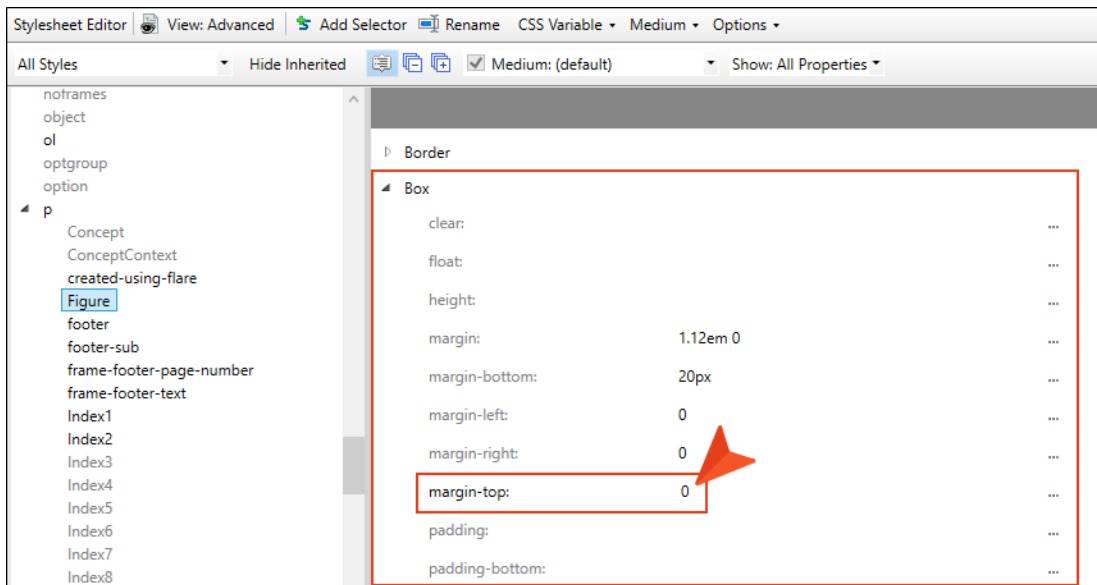 Stylesheet Editor View: Advanced Add Selector Rename CSS Variable Medium Options
All Styles Hide Inherited Medium: (default) Show: All Properties
noframes
object
ol
optgroup
option
p
Concept
ConceptContext
created-using-flare
Figure
footer
footer-sub
frame-footer-page-number
frame-footer-text
Index1
Index2
Index3
Index4
Index5
Index6
Index7
Index8
Border
Box
clear: ...
float: ...
height: ...
margin: 1.12em 0 ...
margin-bottom: 20px ...
margin-left: 0 ...
margin-right: 0 ...
margin-top: 0 ...
padding: ...
padding-bottom: ...